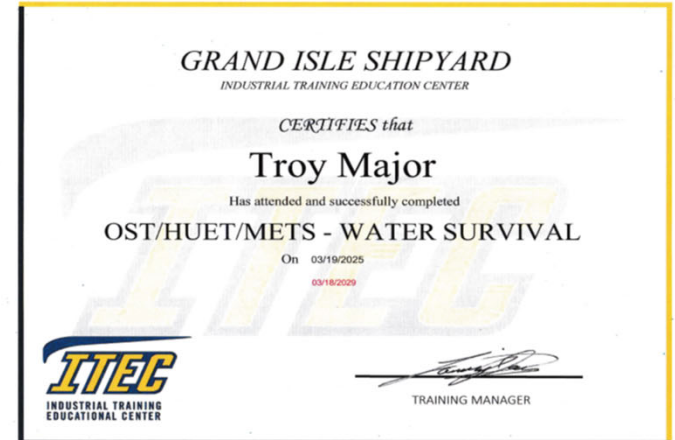 GRAND ISLE SHIPYARD
INDUSTRIAL TRAINING EDUCATION CENTER
CERTIFIES that
Troy Major
Has attended and successfully completed
OST/HUET/METS - WATER SURVIVAL
On 03/19/2025
03/18/2029
ITEC
ITEC
INDUSTRIAL TRAINING
EDUCATIONAL CENTER
TRAINING MANAGER